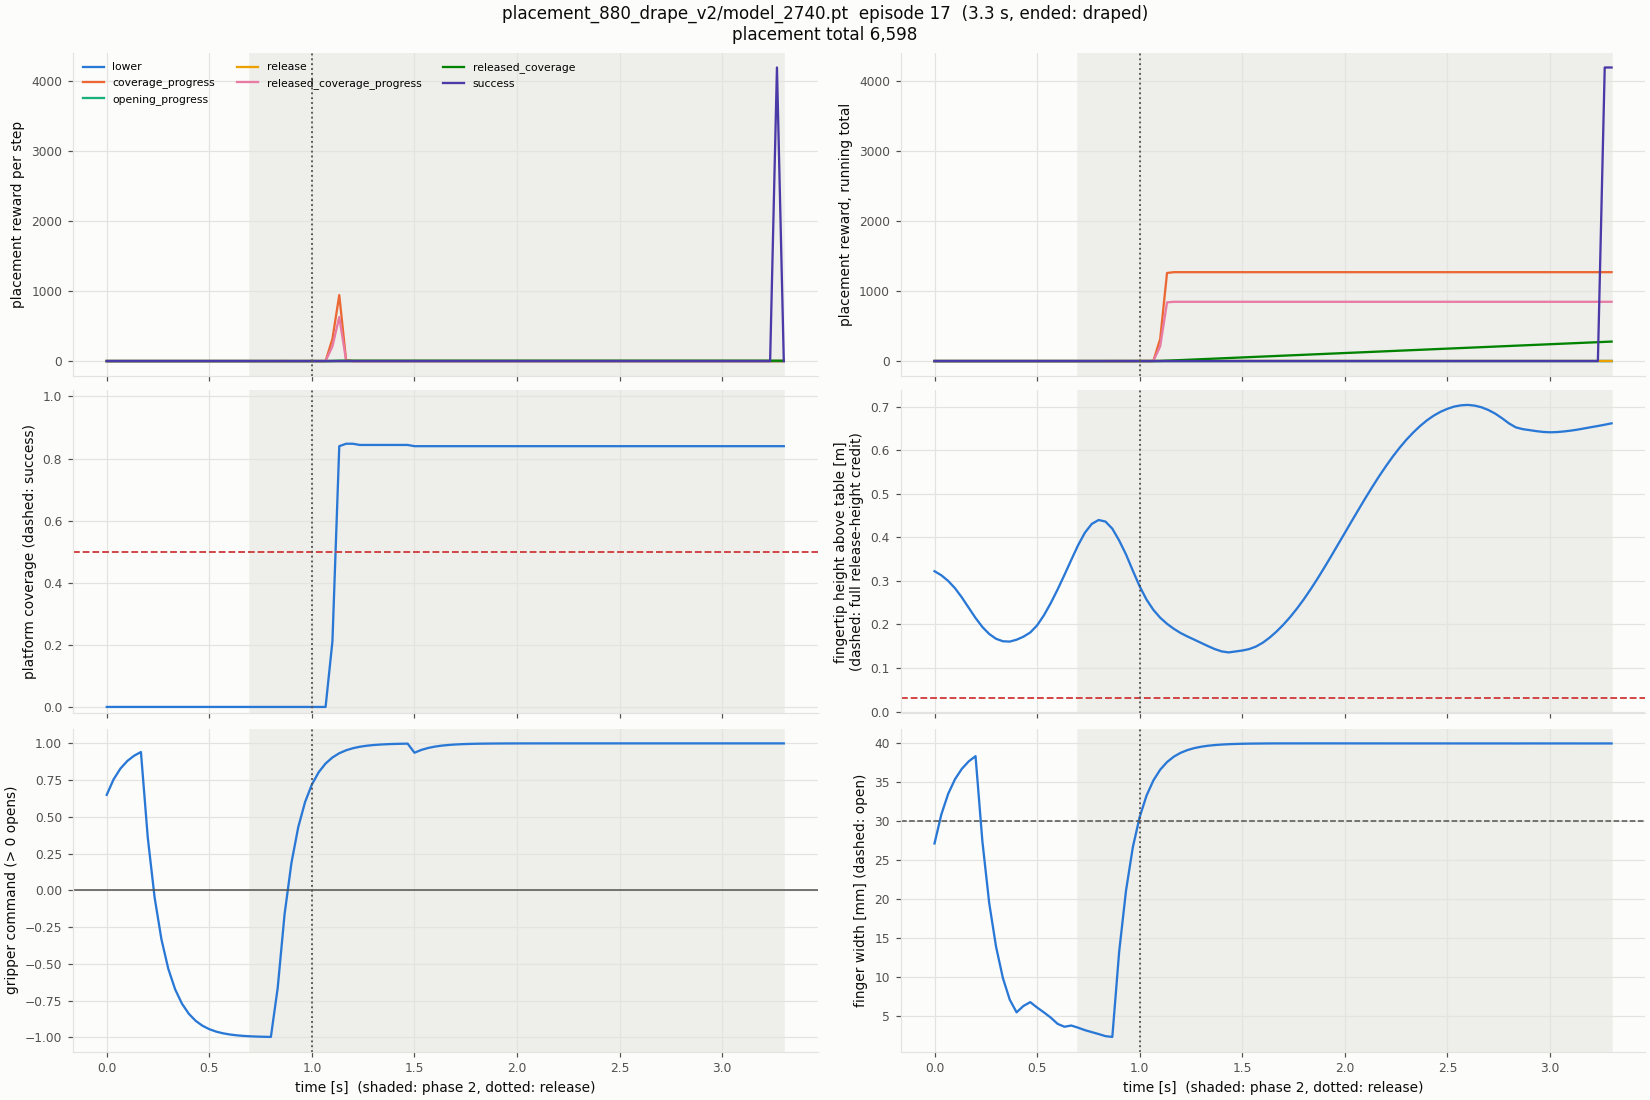 placement_880_drape_v2/model_2740.pt  episode 17  (3.3 s, ended: draped)
placement total 6,598
placement reward per step
4000
3000
2000
1000
0
lower
coverage_progress
opening_progress
release
released_coverage_progress
released_coverage
success
placement reward, running total
4000
3000
2000
1000
0
platform coverage (dashed: success)
1.0
0.8
0.6
0.4
0.2
0.0
fingertip height above table [m]
(dashed: full release-height credit)
0.7
0.6
0.5
0.4
0.3
0.2
0.1
0.0
gripper command (> 0 opens)
1.00
0.75
0.50
0.25
0.00
−0.25
−0.50
−0.75
−1.00
0.0 0.5 1.0 1.5 2.0 2.5 3.0
time [s]  (shaded: phase 2, dotted: release)
finger width [mm] (dashed: open)
40
35
30
25
20
15
10
5
0.0 0.5 1.0 1.5 2.0 2.5 3.0
time [s]  (shaded: phase 2, dotted: release)